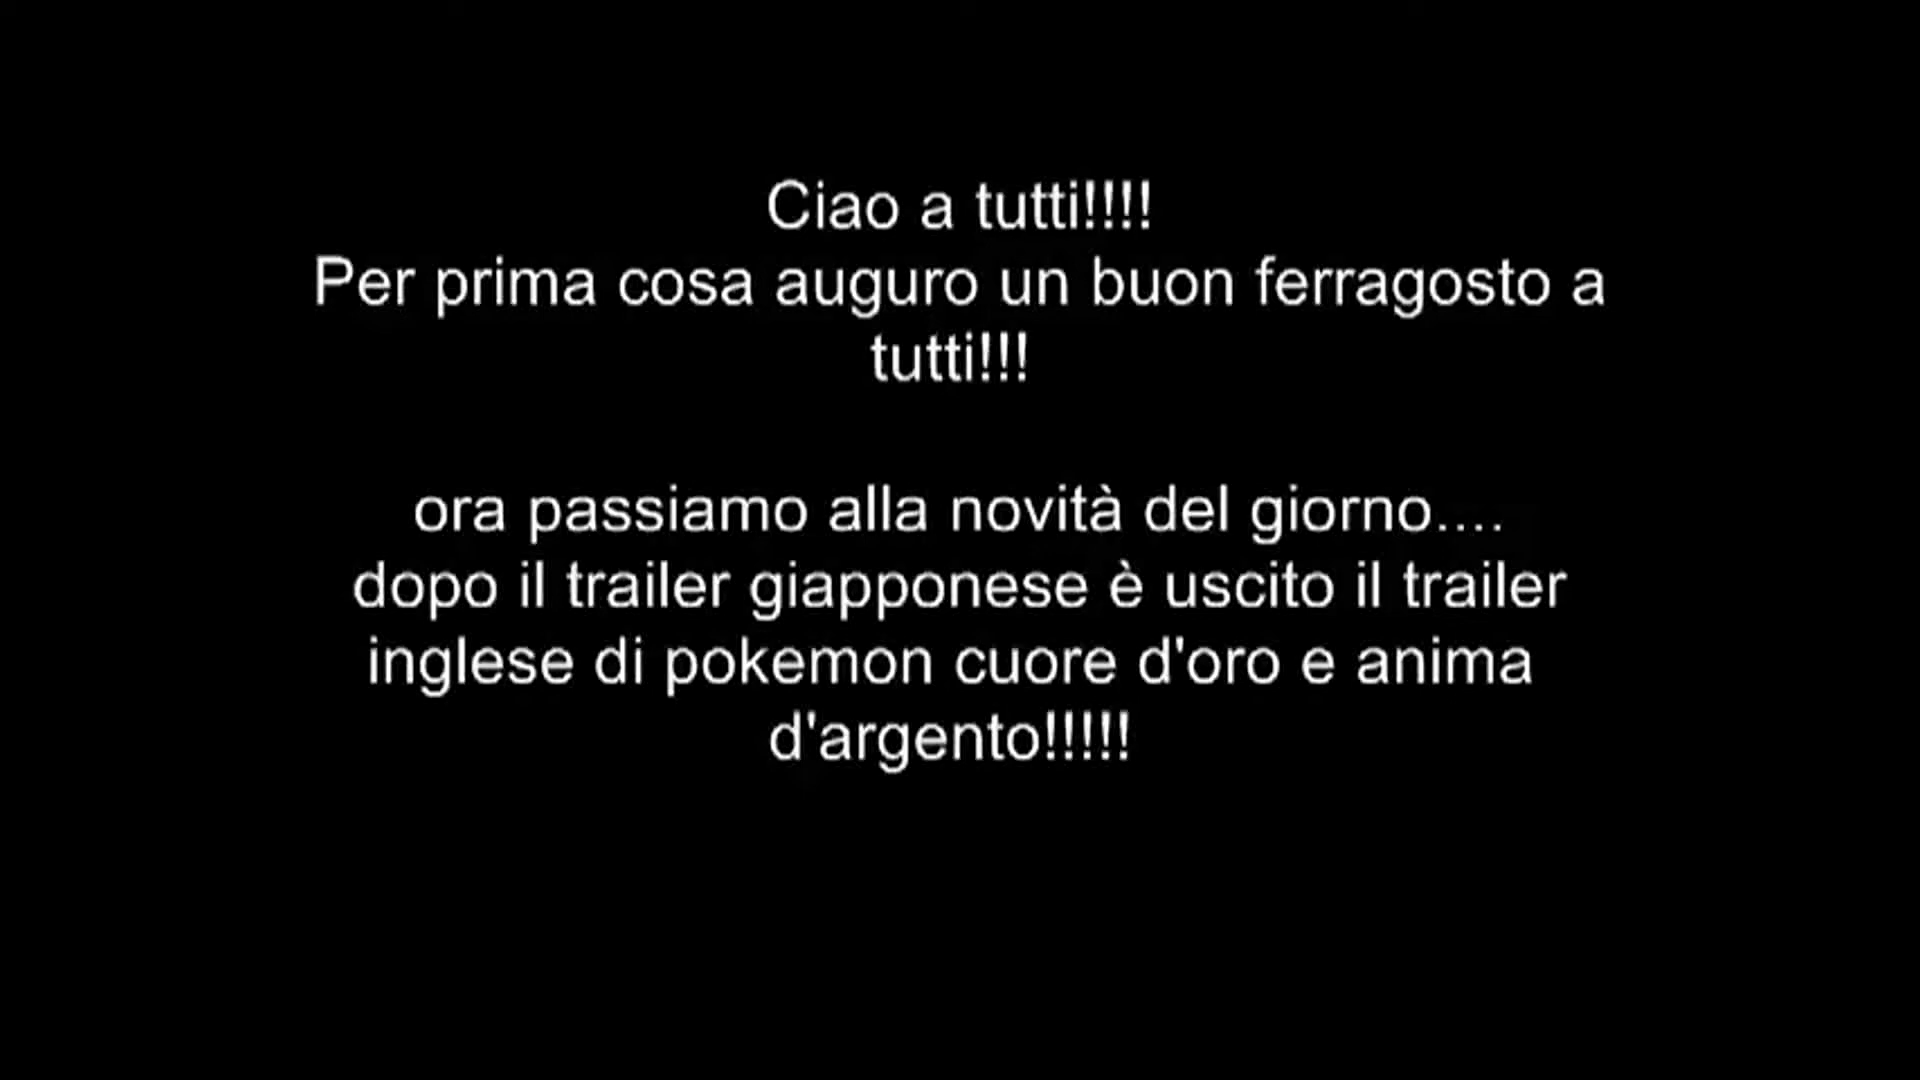 Ciao a tutti!!!!
Per prima cosa auguro un buon ferragosto a
tutti!!!
ora passiamo alla novità del giorno....
dopo il trailer giapponese è uscito il trailer
inglese di pokemon cuore d'oro e anima
d'argento!!!!!